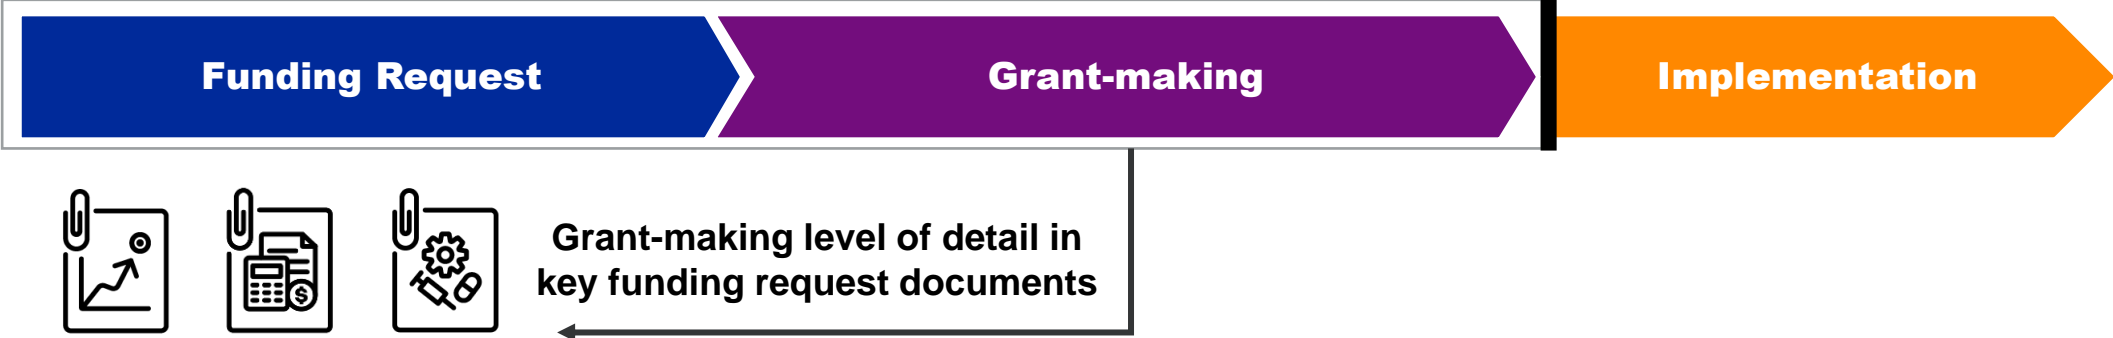 Funding Request
Grant-making
Implementation
Grant-making level of detail in
key funding request documents
$